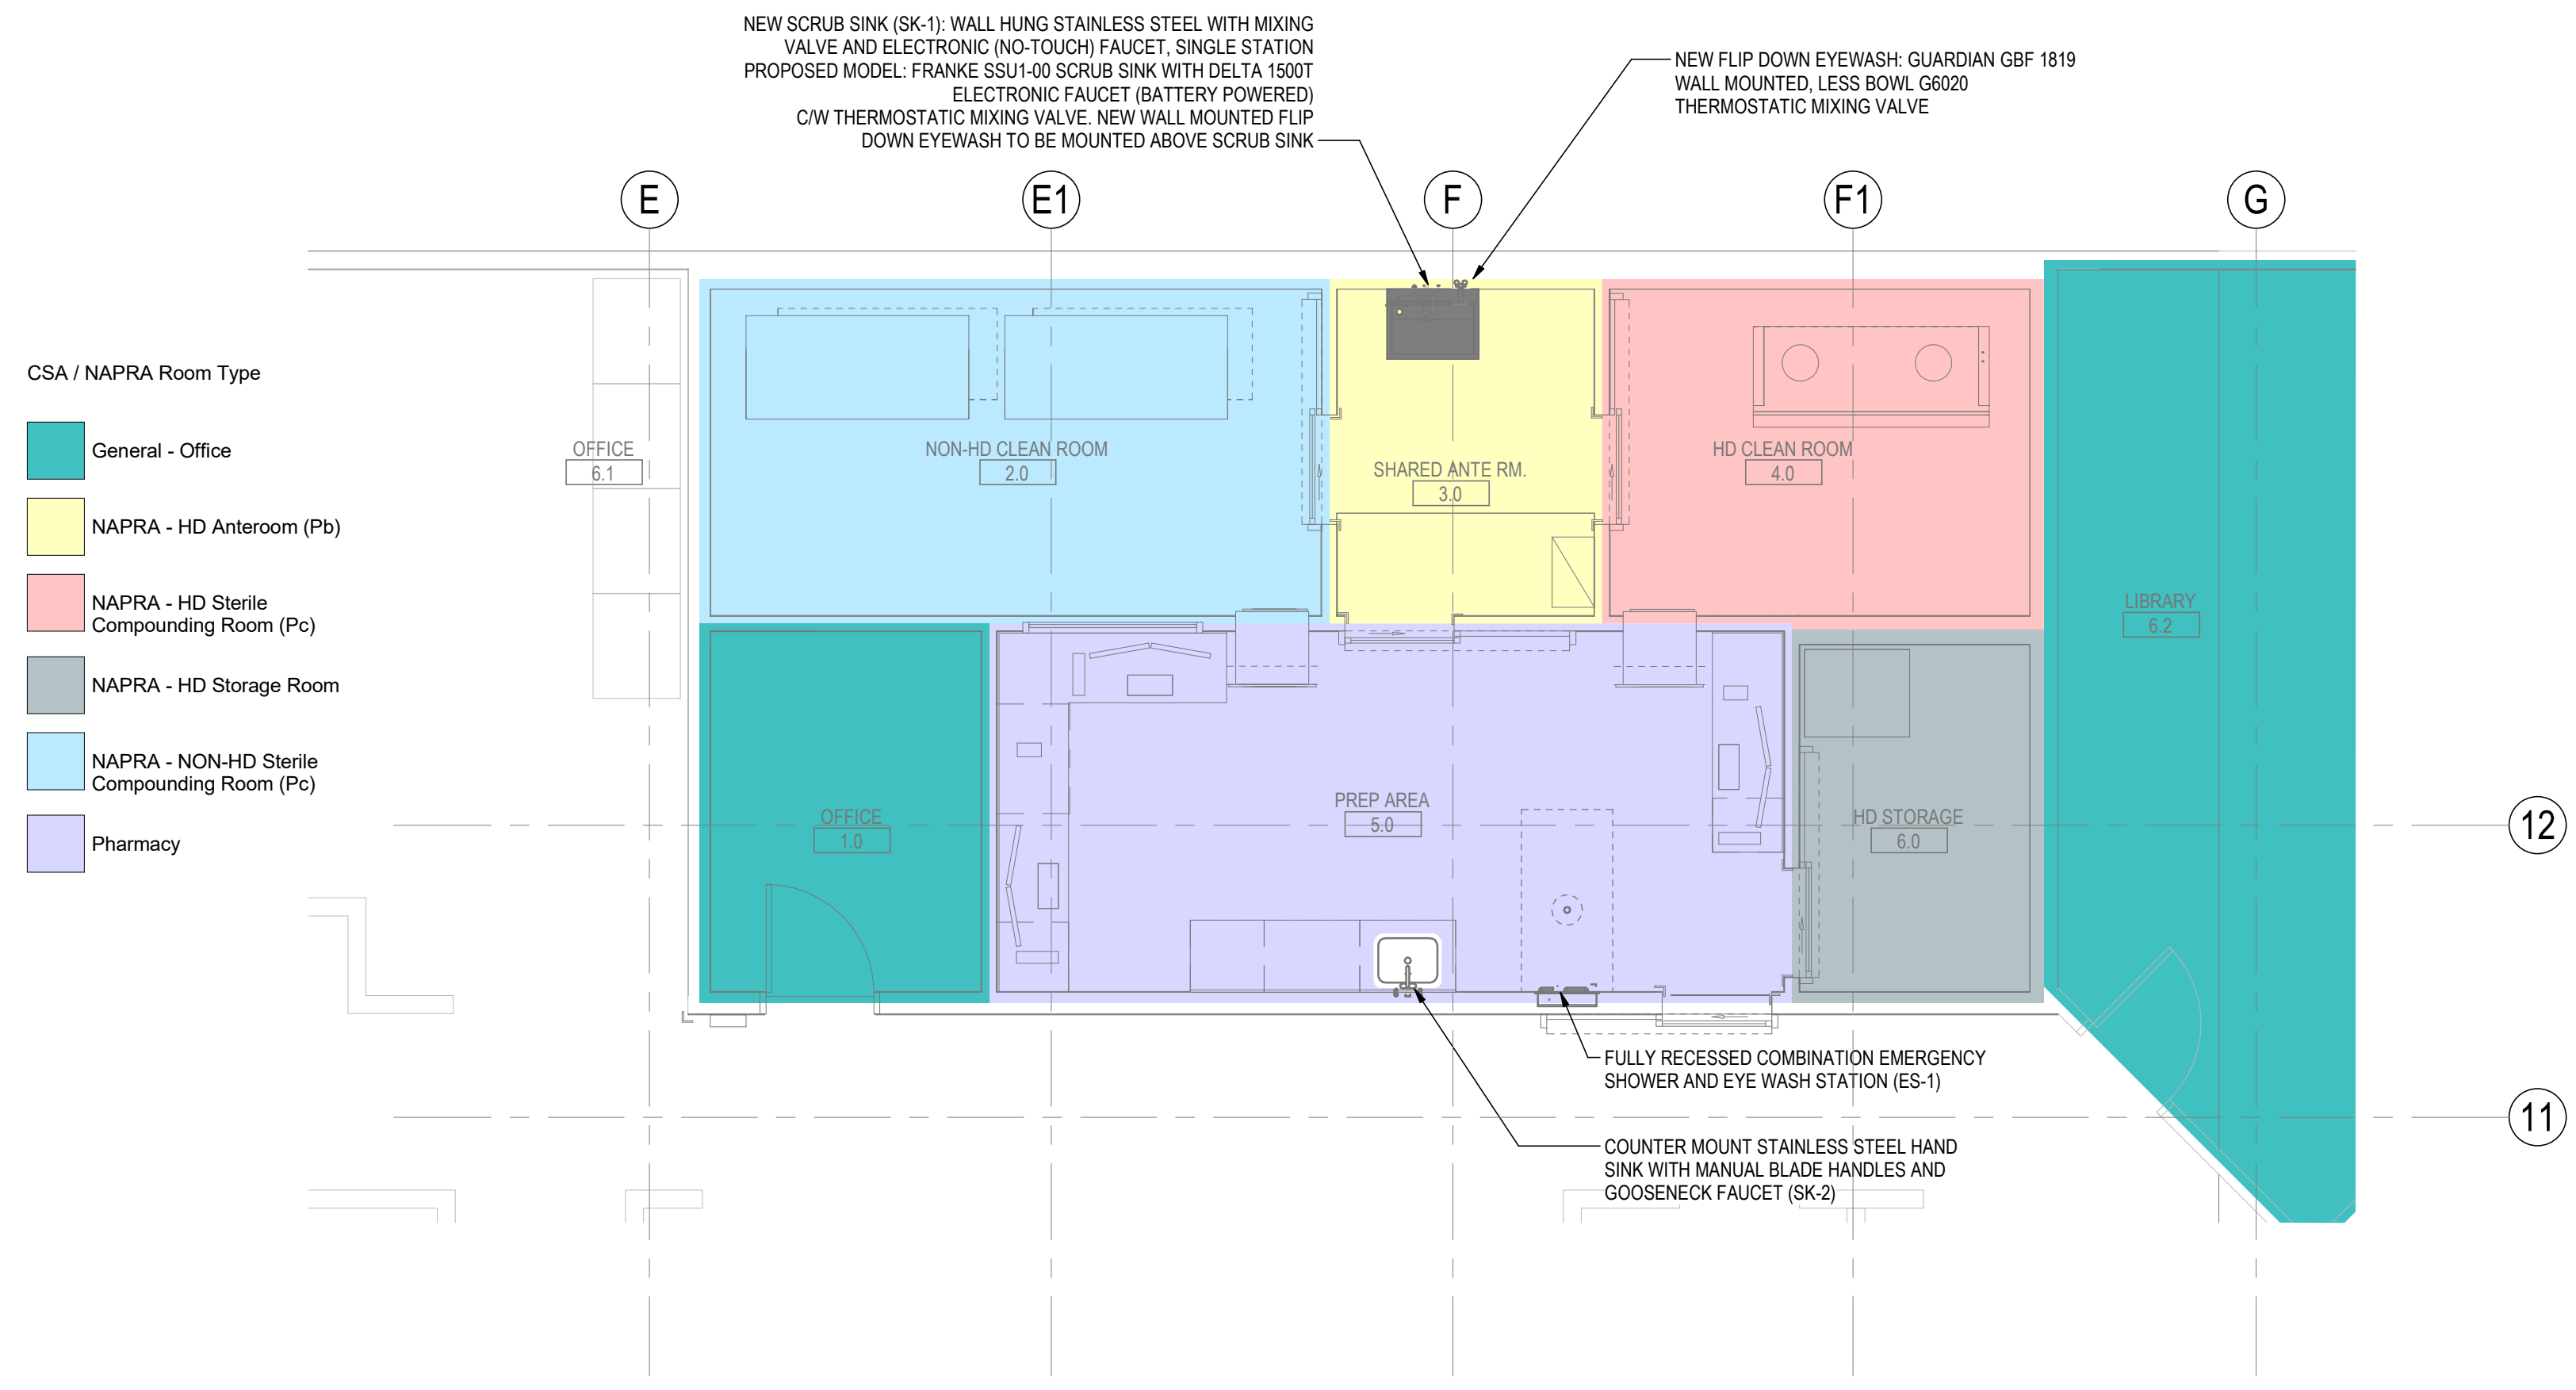 NEW SCRUB SINK (SK-1): WALL HUNG STAINLESS STEEL WITH MIXING
VALVE AND ELECTRONIC (NO-TOUCH) FAUCET, SINGLE STATION
PROPOSED MODEL: FRANKE SSU1-00 SCRUB SINK WITH DELTA 1500T
ELECTRONIC FAUCET (BATTERY POWERED)
C/W THERMOSTATIC MIXING VALVE. NEW WALL MOUNTED FLIP
DOWN EYEWASH TO BE MOUNTED ABOVE SCRUB SINK
NEW FLIP DOWN EYEWASH: GUARDIAN GBF 1819
WALL MOUNTED, LESS BOWL G6020
THERMOSTATIC MIXING VALVE
E
E1
F
F1
G
CSA / NAPRA Room Type
General - Office
NAPRA - HD Anteroom (Pb)
NAPRA - HD Sterile
Compounding Room (Pc)
NAPRA - HD Storage Room
NAPRA - NON-HD Sterile
Compounding Room (Pc)
Pharmacy
OFFICE
6.1
NON-HD CLEAN ROOM
2.0
SHARED ANTE RM.
3.0
HD CLEAN ROOM
4.0
LIBRARY
6.2
OFFICE
1.0
PREP AREA
5.0
HD STORAGE
6.0
12
11
FULLY RECESSED COMBINATION EMERGENCY
SHOWER AND EYE WASH STATION (ES-1)
COUNTER MOUNT STAINLESS STEEL HAND
SINK WITH MANUAL BLADE HANDLES AND
GOOSENECK FAUCET (SK-2)